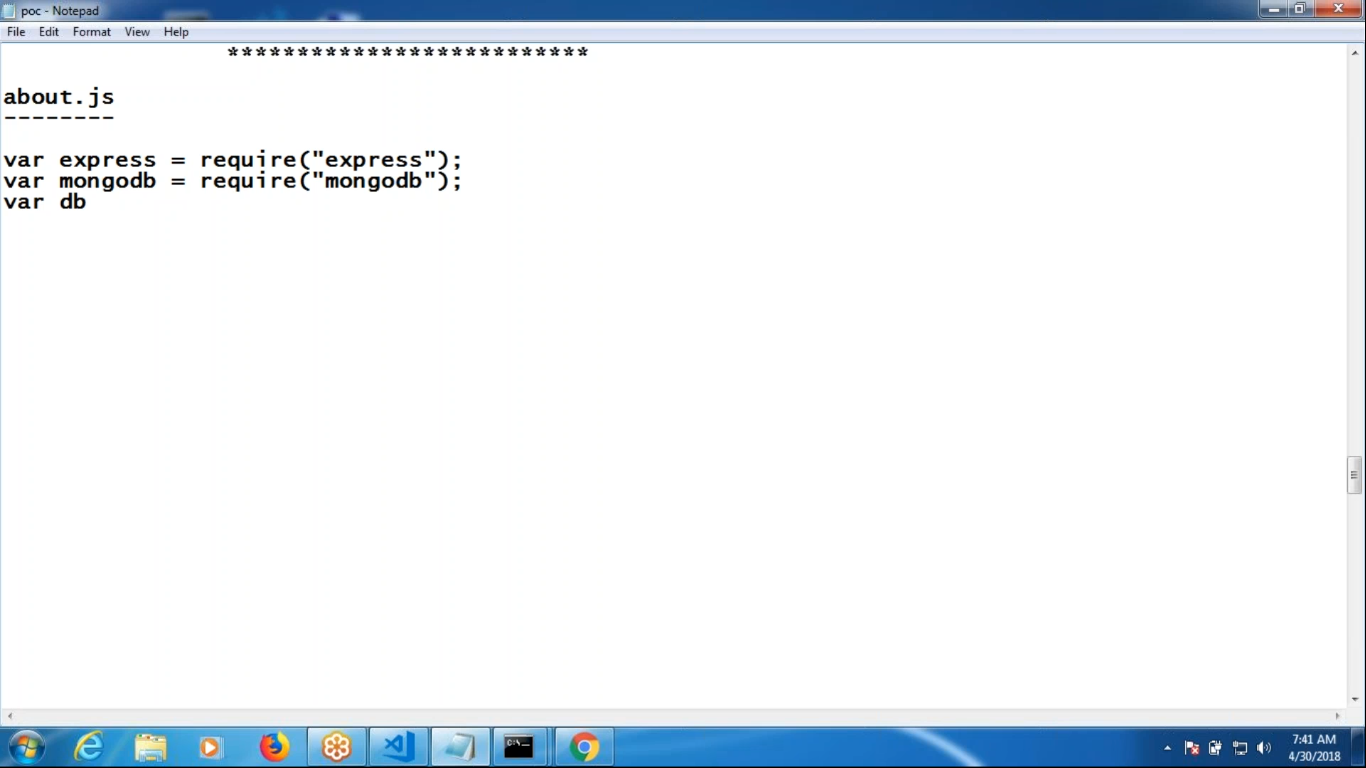 poc - Notepad
File Edit Format View Help
**************************
about.js
--------
var express = require("express");
var mongodb = require("mongodb");
var db
7:41 AM
4/30/2018